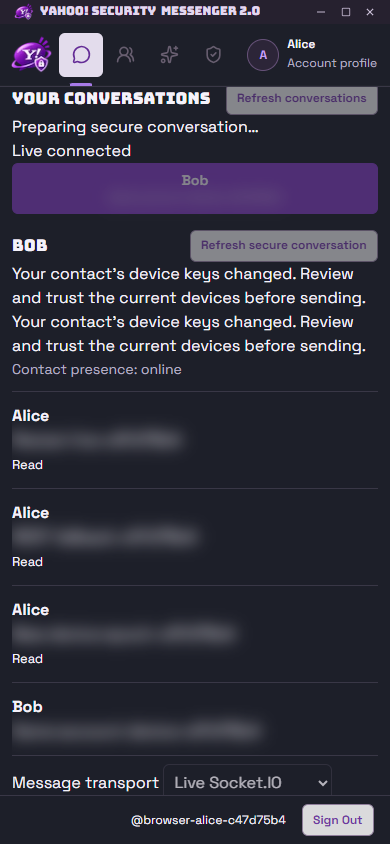 YAHOO! SECURITY MESSENGER 2.0
Y!
A
Alice
Account profile
YOUR CONVERSATIONS
Refresh conversations
Preparing secure conversation…
Live connected
Bob
BOB
Refresh secure conversation
Your contact's device keys changed. Review
and trust the current devices before sending.
Your contact's device keys changed. Review
and trust the current devices before sending.
Contact presence: online
Alice
Read
Alice
Read
Alice
Read
Bob
Message transport
Live Socket.IO
@browser-alice-c47d75b4
Sign Out